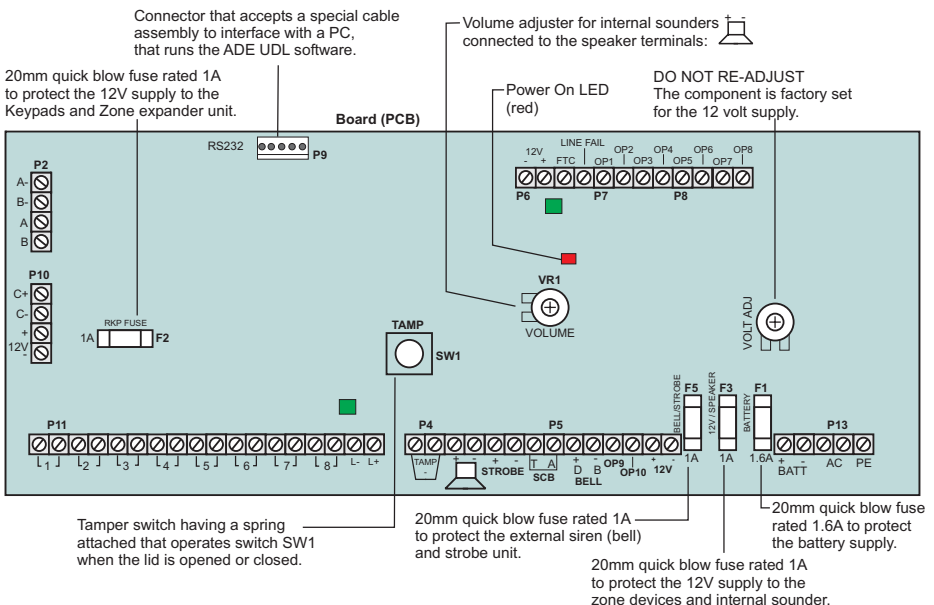 Connector that accepts a special cable
assembly to interface with a PC,
that runs the ADE UDL software.
Volume adjuster for internal sounders
connected to the speaker terminals:
+ -
20mm quick blow fuse rated 1A
to protect the 12V supply to the
Keypads and Zone expander unit.
Power On LED
(red)
DO NOT RE-ADJUST
The component is factory set
for the 12 volt supply.
Board (PCB)
RS232
P9
LINE FAIL
12V
- + FTC OP1 OP2 OP3 OP4 OP5 OP6 OP7 OP8
P6 P7 P8
P2
A-
B-
A
B
P10
C+
C-
+
12V
-
RKP FUSE
1A
F2
TAMP
SW1
VR1
VOLUME
VOLT ADJ
BELL/STROBE
F5
1A
12V / SPEAKER
F3
1A
BATTERY
F1
1.6A
P11
1 2 3 4 5 6 7 8 L- L+
P4
P5
TAMP
-
+ -
+ -
STROBE
T A
SCB
+ -
D B
BELL
OP9
OP10
+ -
12V
P13
+ -
BATT
AC
PE
Tamper switch having a spring
attached that operates switch SW1
when the lid is opened or closed.
20mm quick blow fuse rated 1A
to protect the external siren (bell)
and strobe unit.
20mm quick blow fuse
rated 1.6A to protect
the battery supply.
20mm quick blow fuse rated 1A
to protect the 12V supply to the
zone devices and internal sounder.